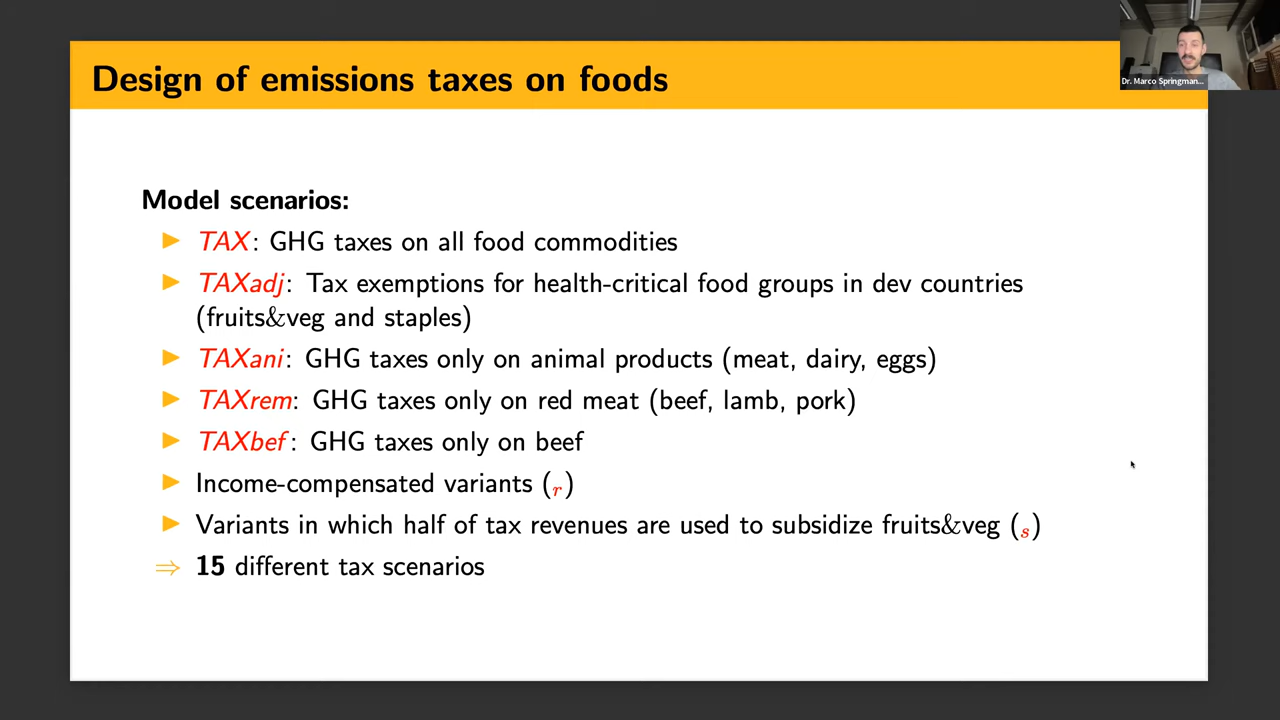 Design of emissions taxes on foods
Dr. Marco Springman...
Model scenarios:
▶ TAX: GHG taxes on all food commodities
▶ TAXadj: Tax exemptions for health-critical food groups in dev countries
(fruits&veg and staples)
▶ TAXani: GHG taxes only on animal products (meat, dairy, eggs)
▶ TAXrem: GHG taxes only on red meat (beef, lamb, pork)
▶ TAXbef: GHG taxes only on beef
▶ Income-compensated variants (r)
▶ Variants in which half of tax revenues are used to subsidize fruits&veg (s)
⇒ 15 different tax scenarios